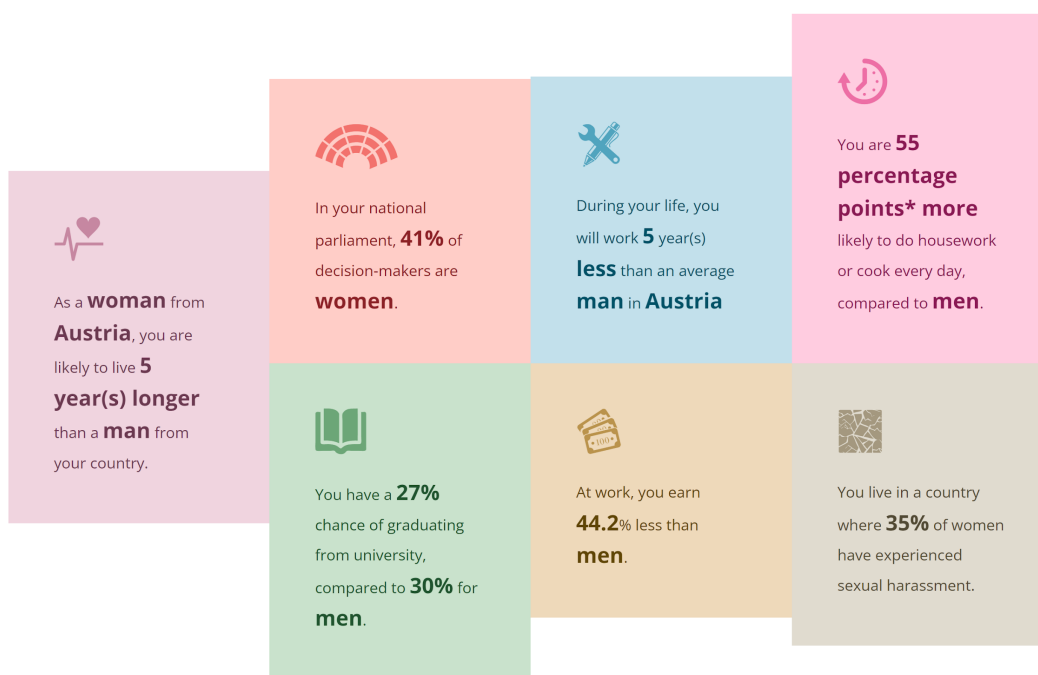 As a woman from
Austria, you are
likely to live 5
year(s) longer
than a man from
your country.
In your national
parliament, 41% of
decision-makers are
women.
During your life, you
will work 5 year(s)
less than an average
man in Austria
You are 55
percentage
points* more
likely to do housework
or cook every day,
compared to men.
You have a 27%
chance of graduating
from university,
compared to 30% for
men.
100
At work, you earn
44.2% less than
men.
You live in a country
where 35% of women
have experienced
sexual harassment.